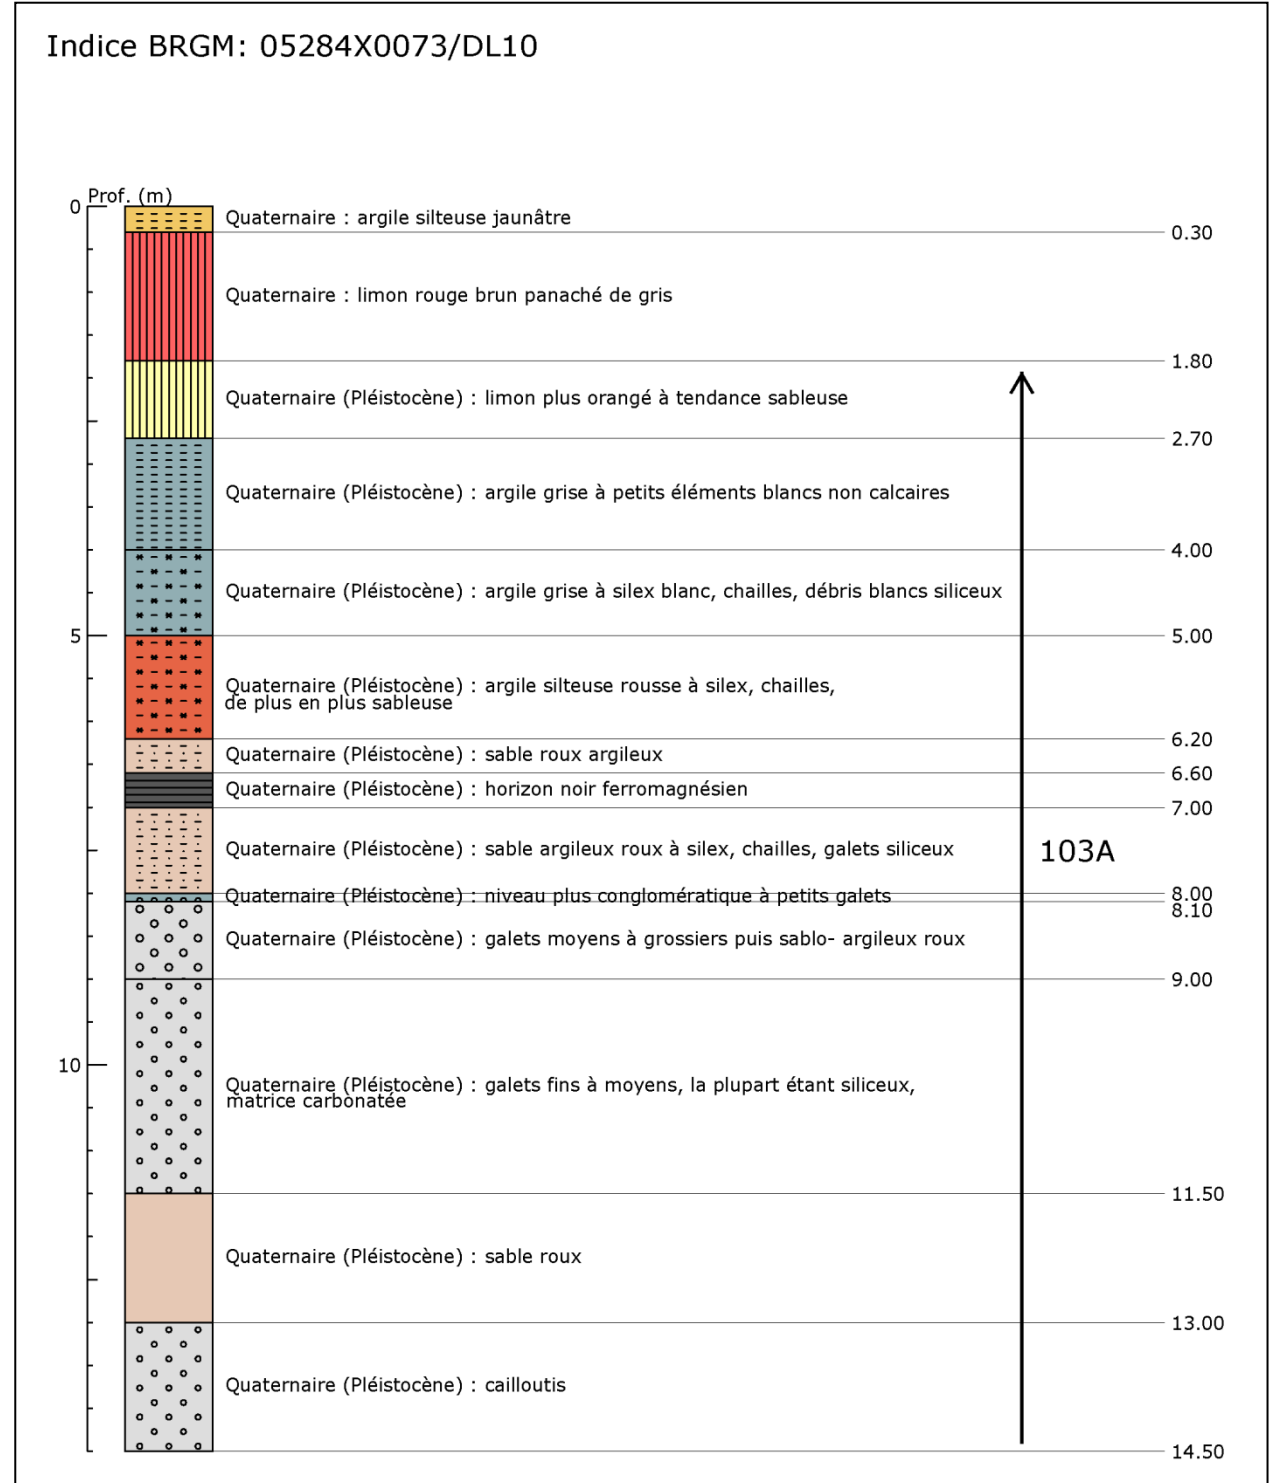 Indice BRGM: 05284X0073/DL10
Prof. (m)
0
Quaternaire : argile silteuse jaunâtre
0.30
Quaternaire : limon rouge brun panaché de gris
1.80
Quaternaire (Pléistocène) : limon plus orangé à tendance sableuse
2.70
Quaternaire (Pléistocène) : argile grise à petits éléments blancs non calcaires
4.00
Quaternaire (Pléistocène) : argile grise à silex blanc, chailles, débris blancs siliceux
5
5.00
Quaternaire (Pléistocène) : argile silteuse rousse à silex, chailles,
de plus en plus sableuse
6.20
Quaternaire (Pléistocène) : sable roux argileux
6.60
Quaternaire (Pléistocène) : horizon noir ferromagnésien
7.00
Quaternaire (Pléistocène) : sable argileux roux à silex, chailles, galets siliceux
103A
8.00
Quaternaire (Pléistocène) : niveau plus conglomératique à petits galets
8.10
Quaternaire (Pléistocène) : galets moyens à grossiers puis sablo- argileux roux
9.00
10
Quaternaire (Pléistocène) : galets fins à moyens, la plupart étant siliceux,
matrice carbonatée
11.50
Quaternaire (Pléistocène) : sable roux
13.00
Quaternaire (Pléistocène) : cailloutis
14.50